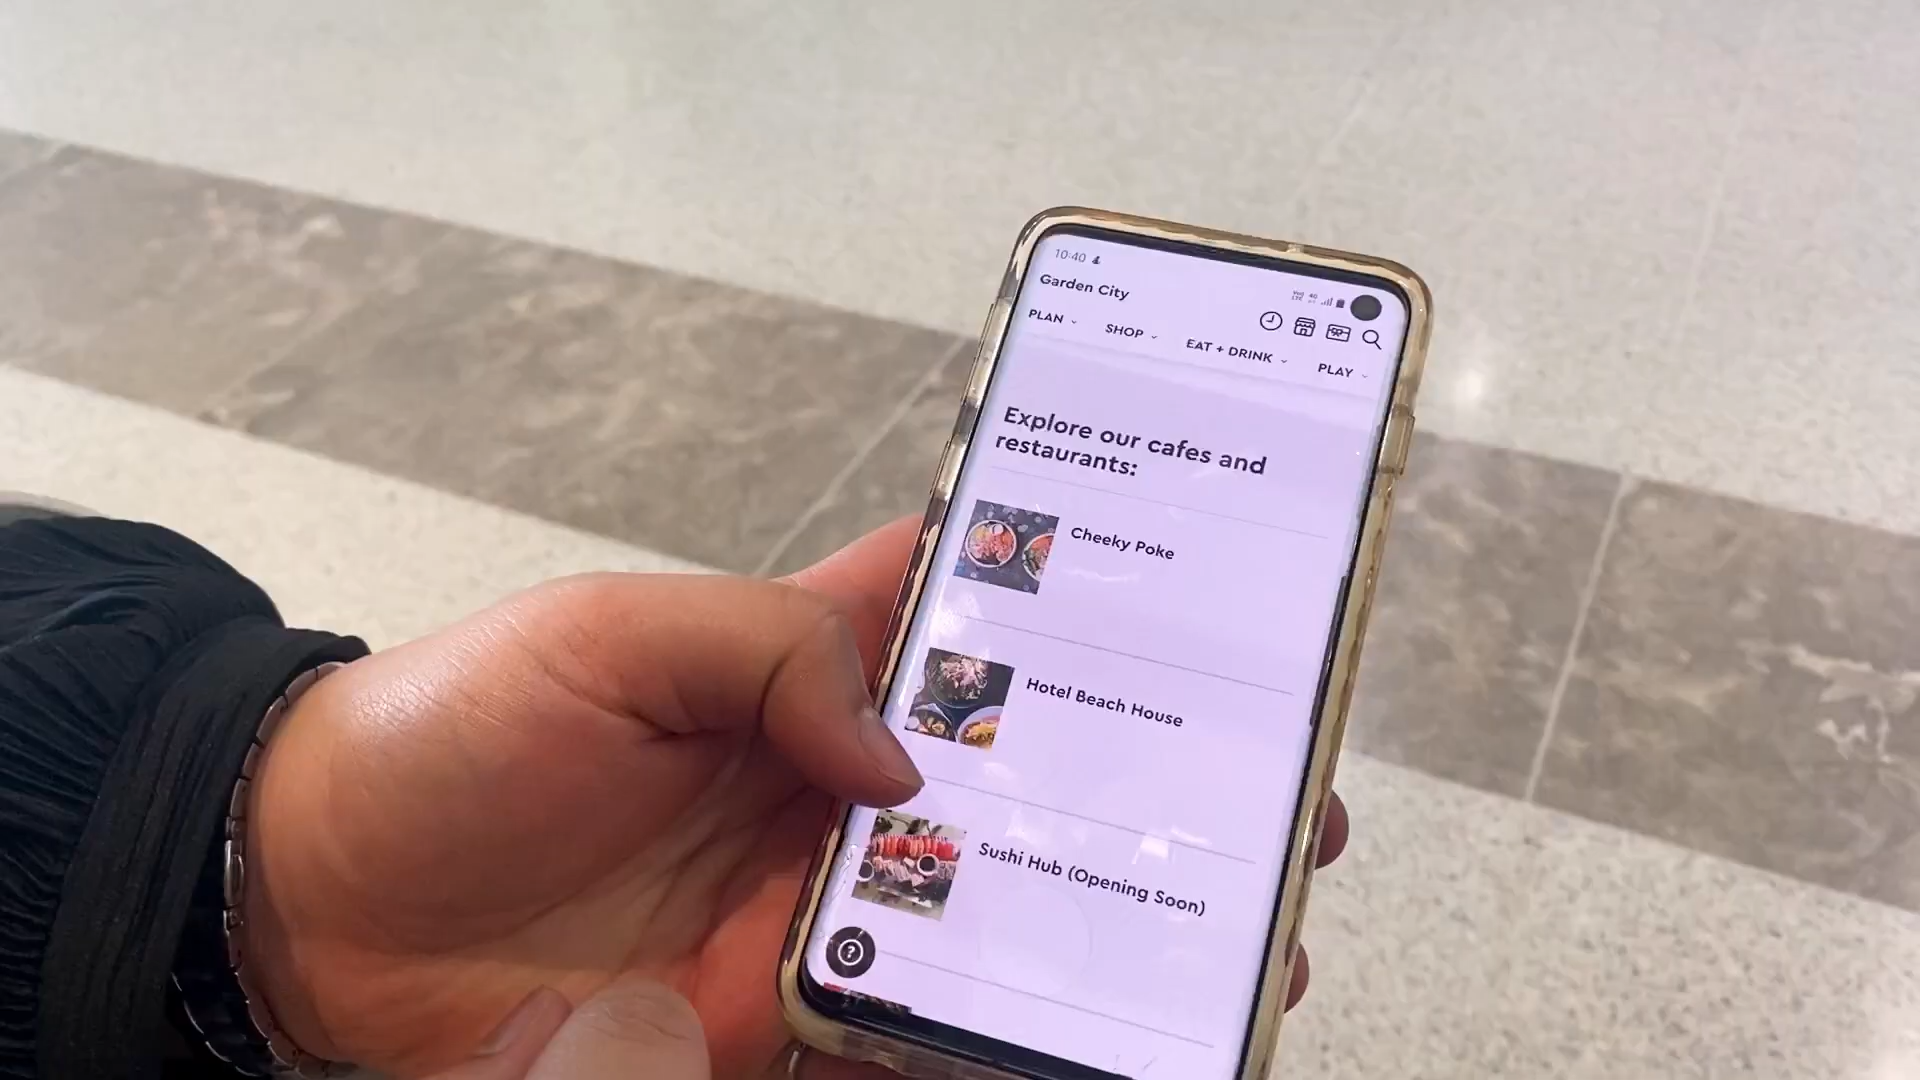 10:40
Garden City
PLAN
SHOP
EAT + DRINK
PLAY
Explore our cafes and
restaurants:
Cheeky Poke
Hotel Beach House
Sushi Hub (Opening Soon)
?